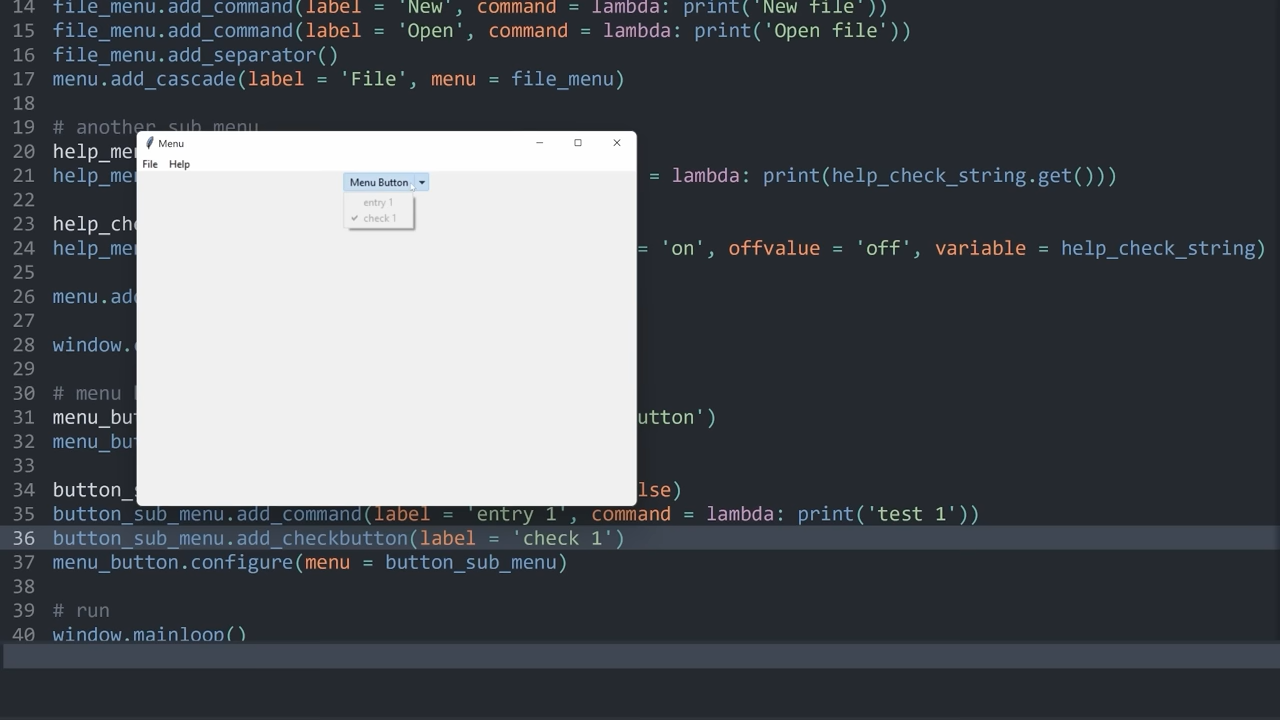 14 file_menu.add_command(label = 'New', command = lambda: print('New file'))
15 file_menu.add_command(label = 'Open', command = lambda: print('Open file'))
16 file_menu.add_separator()
17 menu.add_cascade(label = 'File', menu = file_menu)
18
19 # another sub menu
Menu
20 help_me
File Help
21 help_me = lambda: print(help_check_string.get()))
Menu Button
22
entry 1
check 1
23 help_ch
24 help_me = 'on', offvalue = 'off', variable = help_check_string)
25
26 menu.ad
27
28 window.
29
30 # menu
31 menu_bu utton')
32 menu_bu
33
34 button_s lse)
35 button_sub_menu.add_command(label = 'entry 1', command = lambda: print('test 1'))
36 button_sub_menu.add_checkbutton(label = 'check 1')
37 menu_button.configure(menu = button_sub_menu)
38
39 # run
40 window.mainloop()